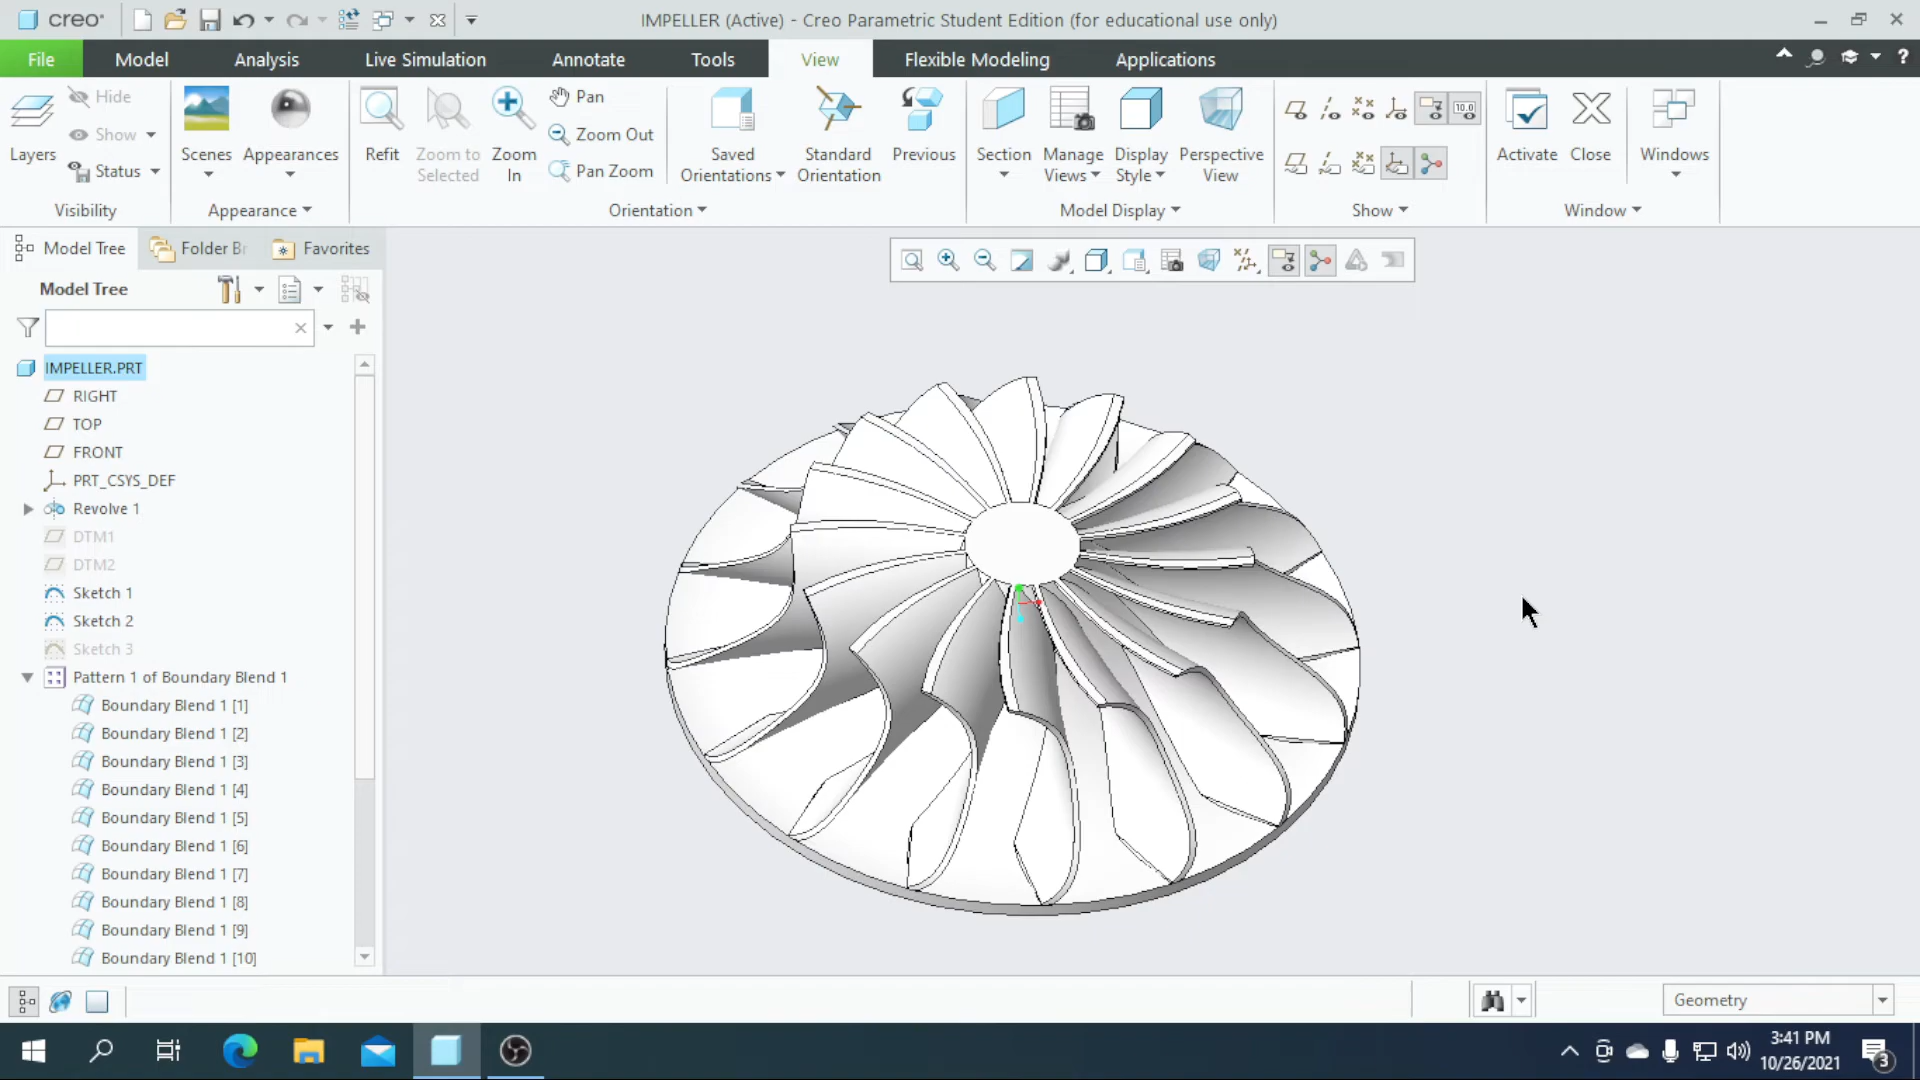 creo
IMPELLER (Active) - Creo Parametric Student Edition (for educational use only)
File Model Analysis Live Simulation Annotate Tools View Flexible Modeling Applications
?
Layers
Hide
Show
Status
Visibility
Scenes
Appearances
Appearance
Refit
Zoom to Selected
Zoom In
Pan
Zoom Out
Pan Zoom
Saved Orientations
Standard Orientation
Previous
Orientation
Section
Manage Views
Display Style
Perspective View
Model Display
10.0
Show
Activate
Close
Windows
Window
Model Tree
Folder Br
Favorites
Model Tree
IMPELLER.PRT
RIGHT
TOP
FRONT
PRT_CSYS_DEF
Revolve 1
DTM1
DTM2
Sketch 1
Sketch 2
Sketch 3
Pattern 1 of Boundary Blend 1
Boundary Blend 1 [1]
Boundary Blend 1 [2]
Boundary Blend 1 [3]
Boundary Blend 1 [4]
Boundary Blend 1 [5]
Boundary Blend 1 [6]
Boundary Blend 1 [7]
Boundary Blend 1 [8]
Boundary Blend 1 [9]
Boundary Blend 1 [10]
Geometry
3:41 PM
10/26/2021
3